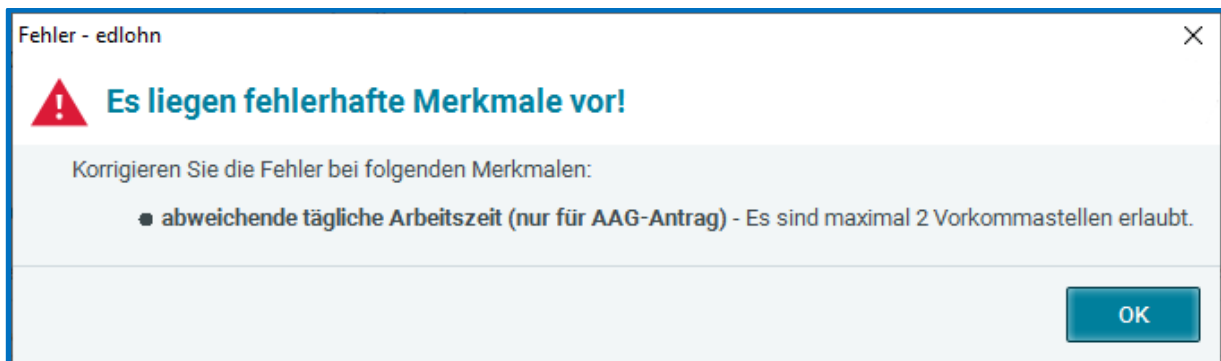 Fehler - edlohn
Es liegen fehlerhafte Merkmale vor!
Korrigieren Sie die Fehler bei folgenden Merkmalen:
● abweichende tägliche Arbeitszeit (nur für AAG-Antrag) - Es sind maximal 2 Vorkommastellen erlaubt.
OK